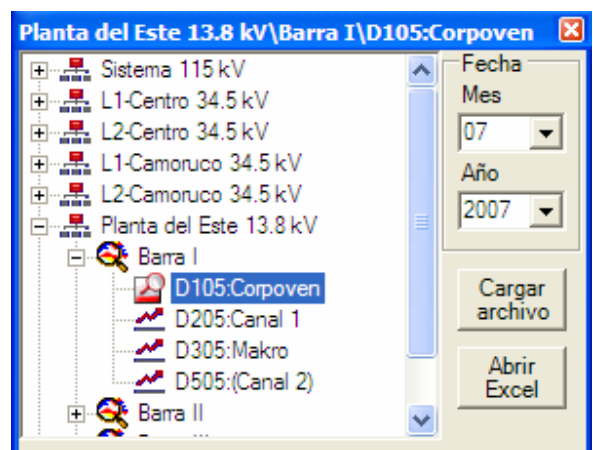 Planta del Este 13.8 kV\Barra I\D105:Corpoven
Sistema 115 kV
L1-Centro 34.5 kV
L2-Centro 34.5 kV
L1-Camoruco 34.5 kV
L2-Camoruco 34.5 kV
Planta del Este 13.8 kV
Barra I
D105:Corpoven
D205:Canal 1
D305:Makro
D505:(Canal 2)
Barra II
Fecha
Mes
07
Año
2007
Cargar
archivo
Abrir
Excel